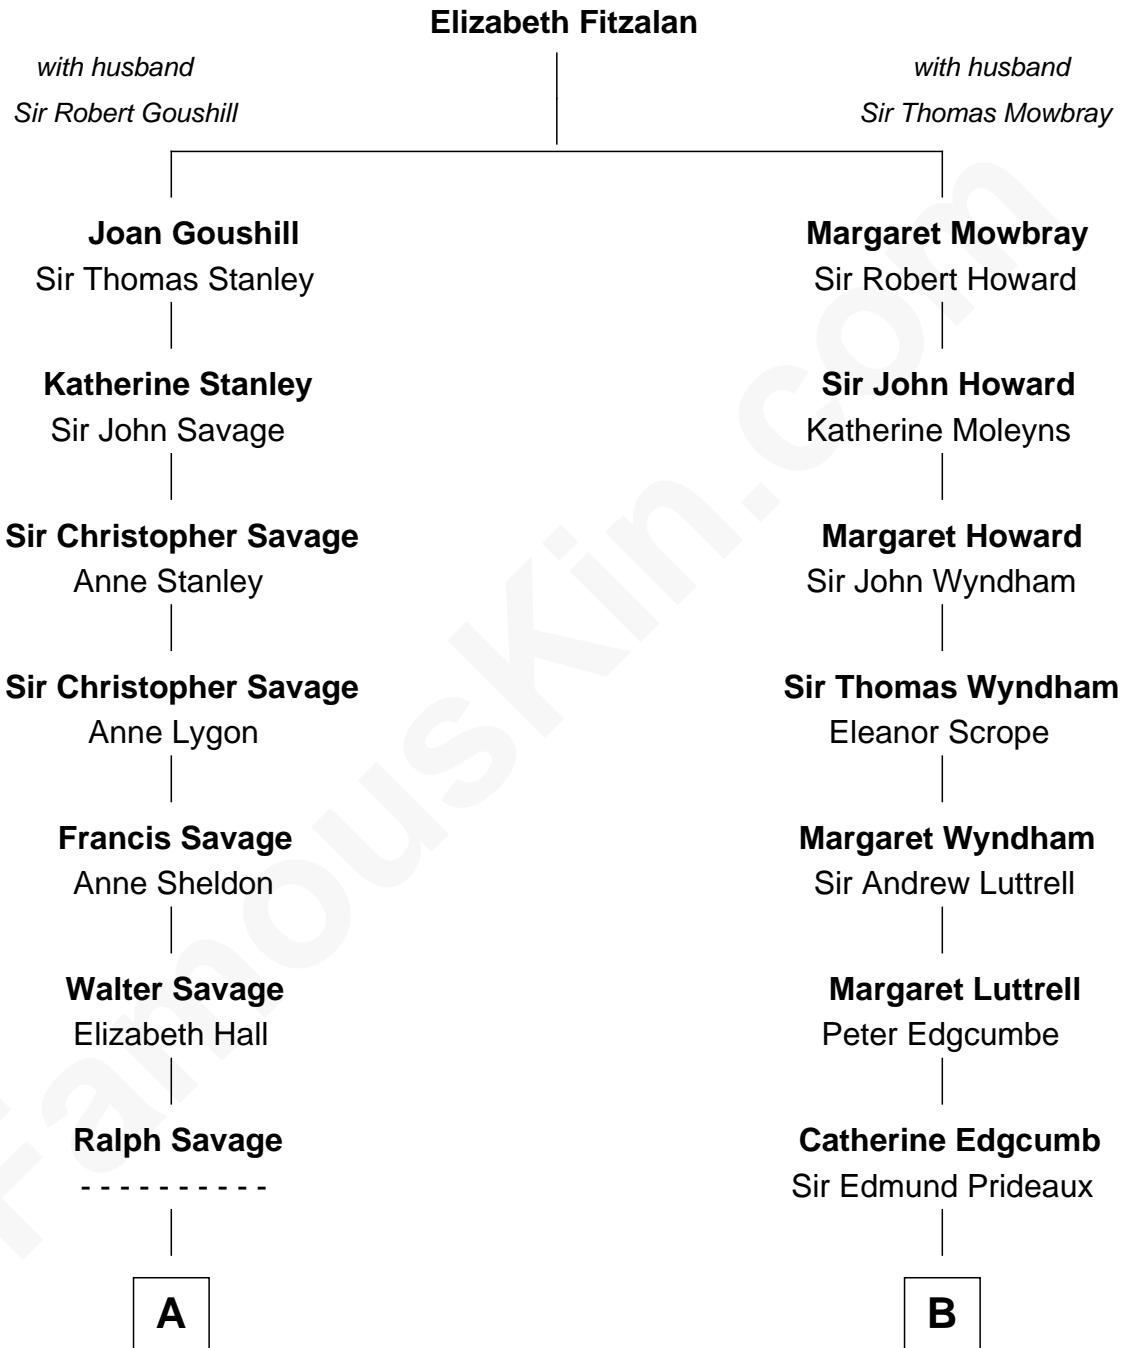 Elizabeth Fitzalan
with husband
Sir Robert Goushill
with husband
Sir Thomas Mowbray
Joan Goushill
Sir Thomas Stanley
Margaret Mowbray
Sir Robert Howard
Katherine Stanley
Sir John Savage
Sir John Howard
Katherine Moleyns
Sir Christopher Savage
Anne Stanley
Margaret Howard
Sir John Wyndham
Sir Christopher Savage
Anne Lygon
Sir Thomas Wyndham
Eleanor Scrope
Francis Savage
Anne Sheldon
Margaret Wyndham
Sir Andrew Luttrell
Walter Savage
Elizabeth Hall
Margaret Luttrell
Peter Edgcumbe
Ralph Savage
- - - - - - - - - -
Catherine Edgcumb
Sir Edmund Prideaux
A
B
FamousKin.com